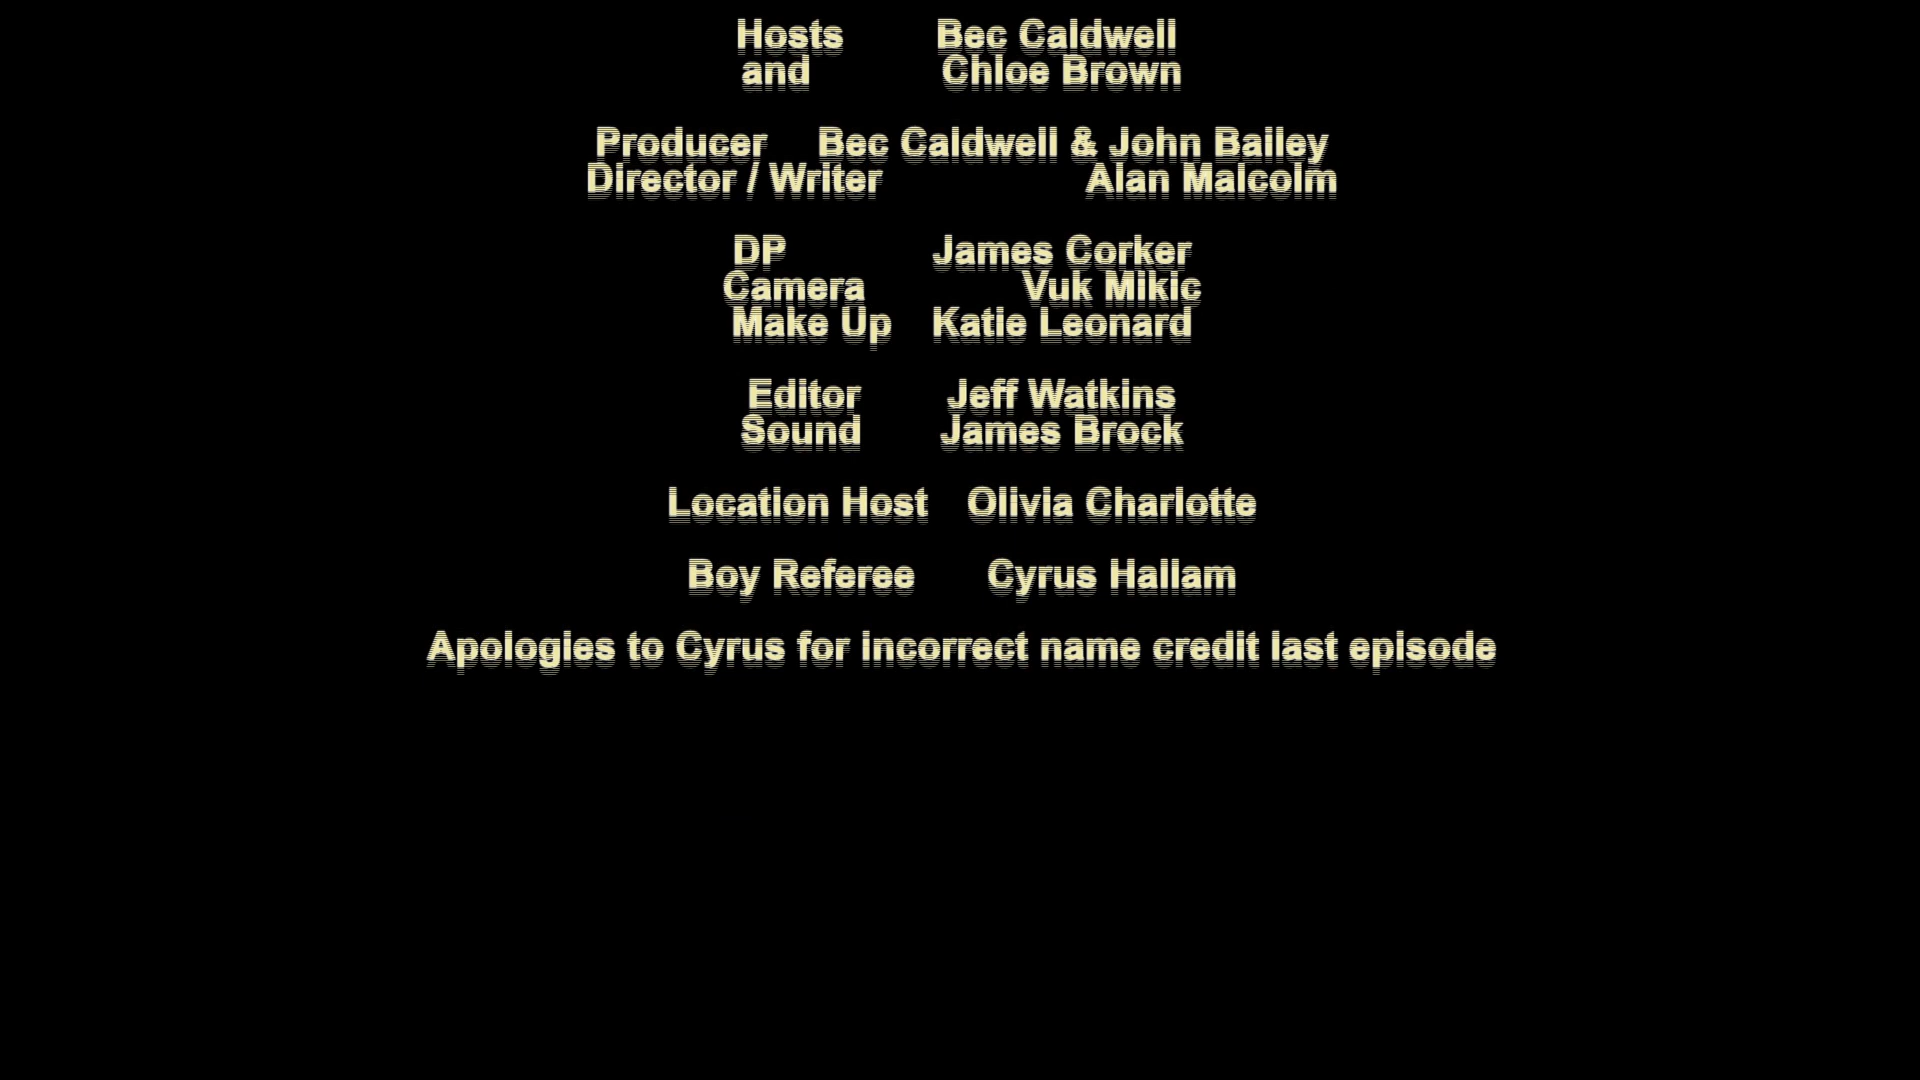 Hosts Bec Caldwell
and Chloe Brown
Producer Bec Caldwell & John Bailey
Director / Writer Alan Malcolm
DP James Corker
Camera Vuk Mikic
Make Up Katie Leonard
Editor Jeff Watkins
Sound James Brock
Location Host Olivia Charlotte
Boy Referee Cyrus Hallam
Apologies to Cyrus for incorrect name credit last episode